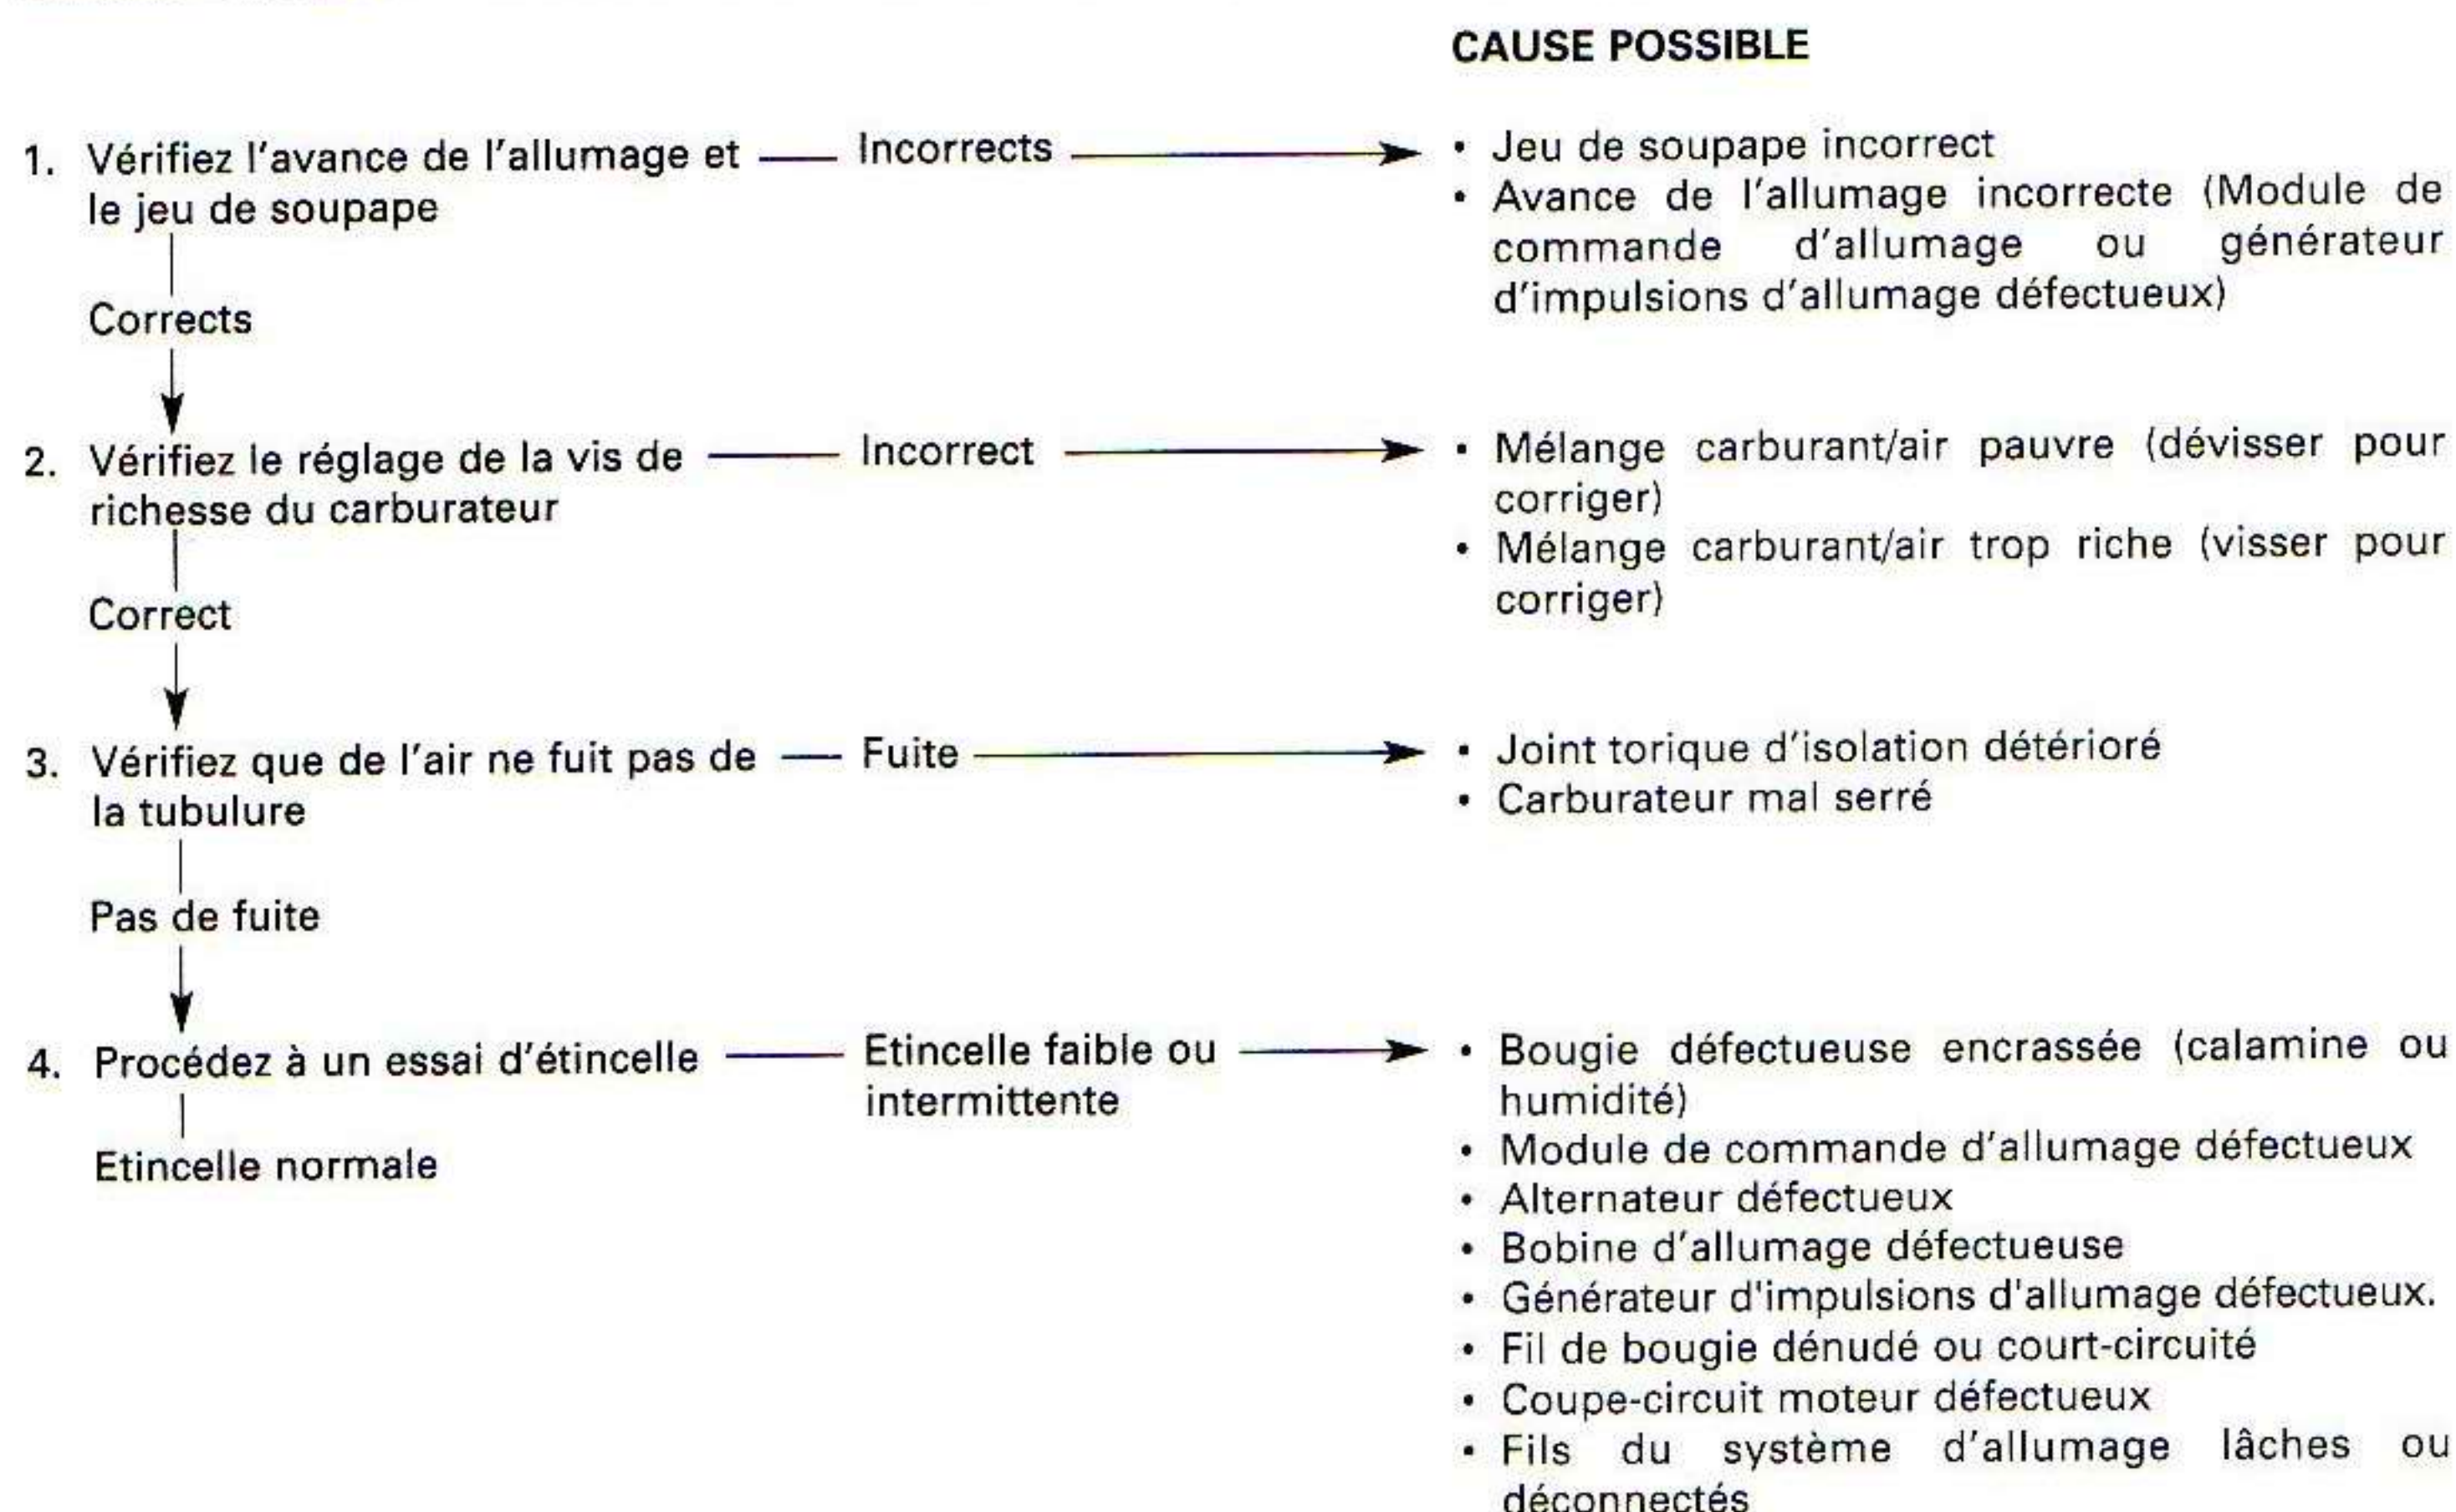 CAUSE POSSIBLE
1. Vérifiez l'avance de l'allumage et
le jeu de soupape
Incorrects
• Jeu de soupape incorrect
• Avance de l'allumage incorrecte (Module de
commande d'allumage ou générateur
d'impulsions d'allumage défectueux)
Corrects
2. Vérifiez le réglage de la vis de
richesse du carburateur
Incorrect
• Mélange carburant/air pauvre (dévisser pour
corriger)
• Mélange carburant/air trop riche (visser pour
corriger)
Correct
3. Vérifiez que de l'air ne fuit pas de
la tubulure
Fuite
• Joint torique d'isolation détérioré
• Carburateur mal serré
Pas de fuite
4. Procédez à un essai d'étincelle
Etincelle faible ou
intermittente
• Bougie défectueuse encrassée (calamine ou
humidité)
• Module de commande d'allumage défectueux
• Alternateur défectueux
• Bobine d'allumage défectueuse
• Générateur d'impulsions d'allumage défectueux.
• Fil de bougie dénudé ou court-circuité
• Coupe-circuit moteur défectueux
• Fils du système d'allumage lâches ou
déconnectés
Etincelle normale